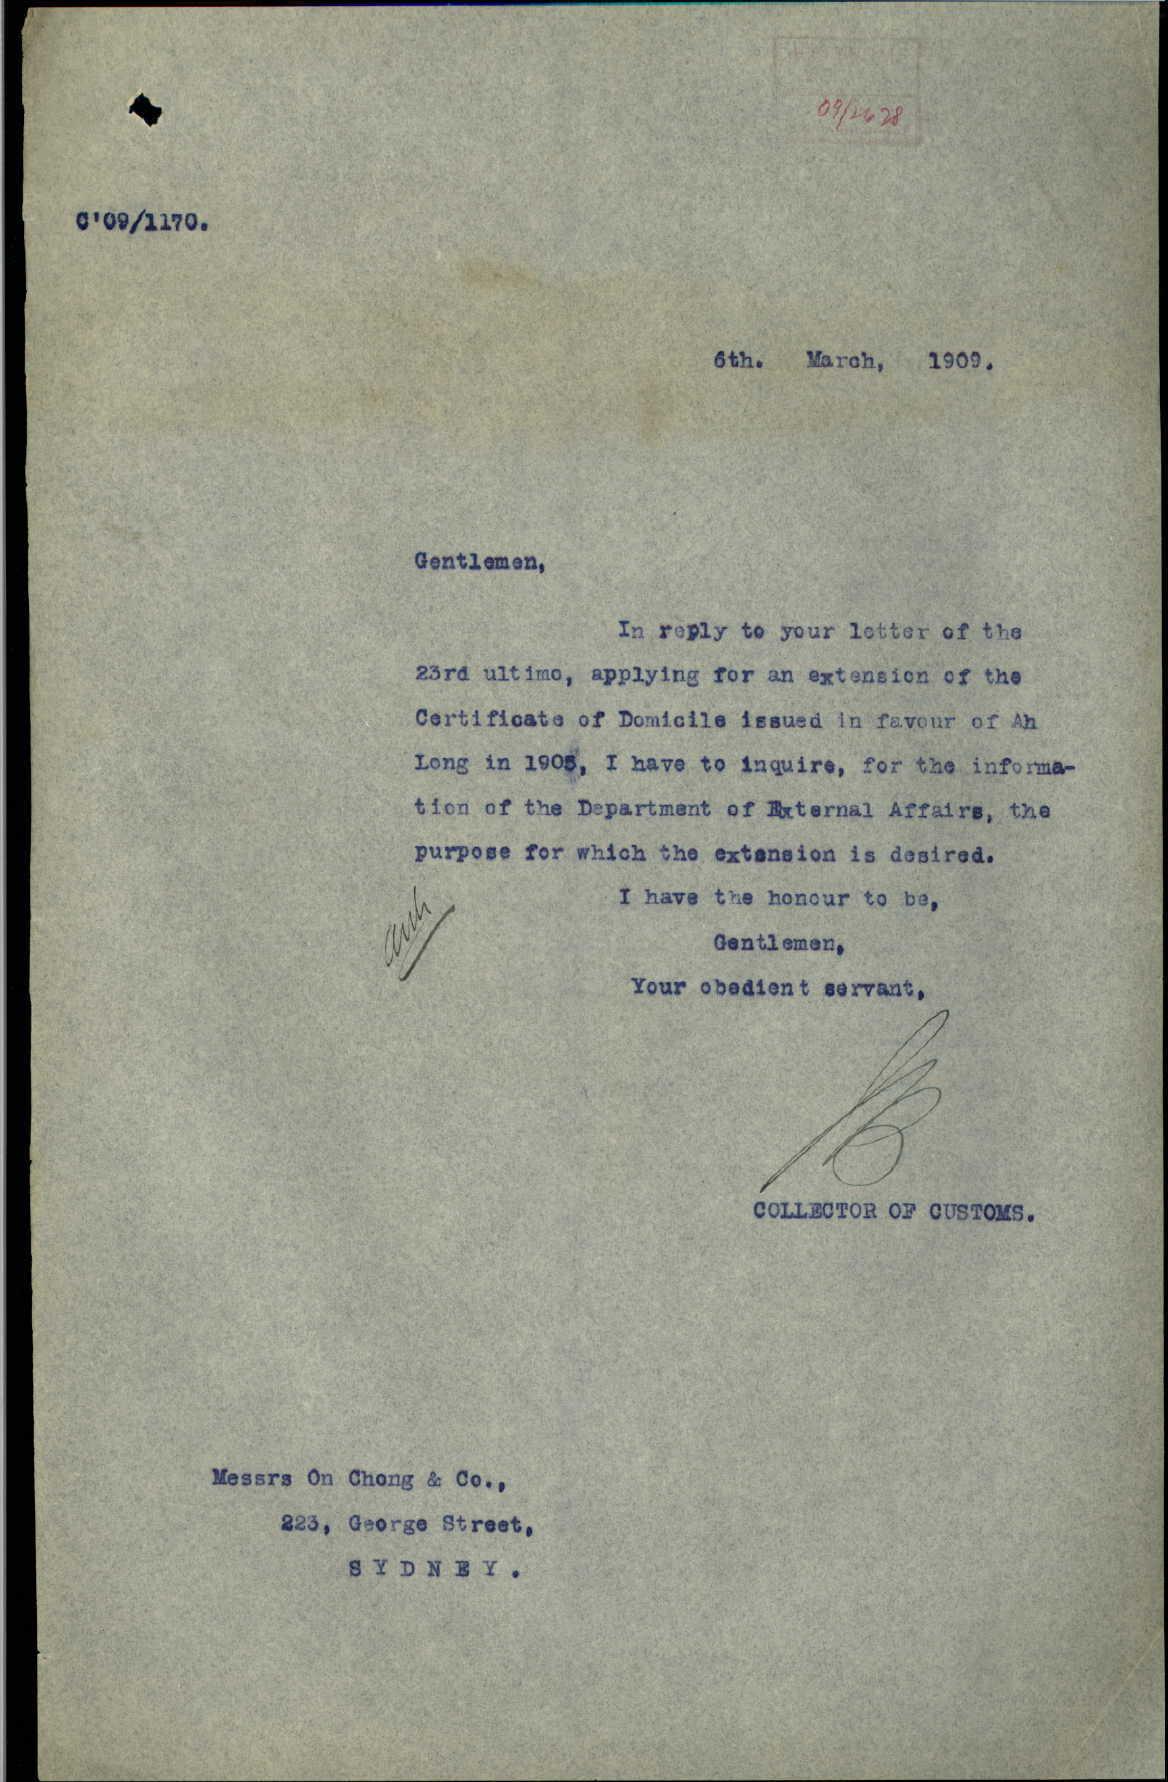 09/2628
C'09/1170.
6th. March, 1909.
Gentlemen,
In reply to your letter of the
23rd ultimo, applying for an extension of the
Certificate of Domicile issued in favour of Ah
Long in 1905, I have to inquire, for the informa-
tion of the Department of External Affairs, the
purpose for which the extension is desired.
I have the honour to be,
Gentlemen,
Your obedient servant,
COLLECTOR OF CUSTOMS.
Messrs On Chong & Co.,
223, George Street,
SYDNEY.